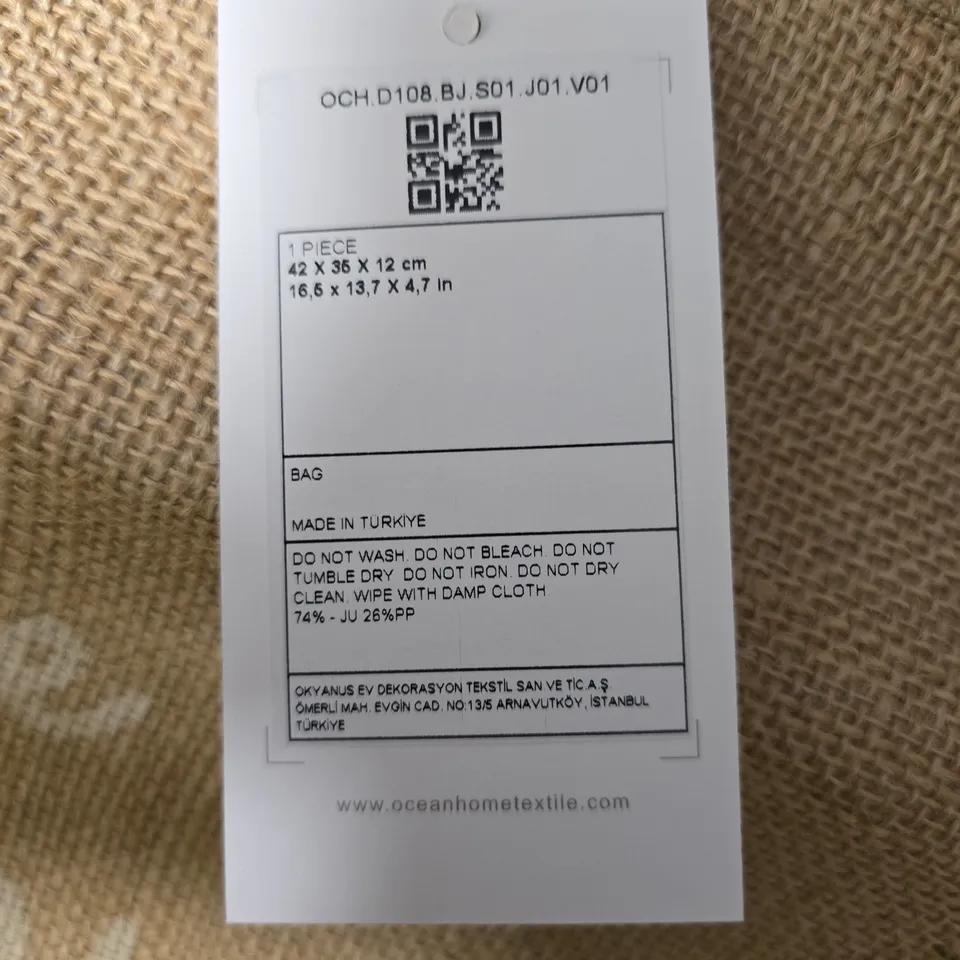 OCH.D108.BJ.S01.J01.V01
1 PIECE
42 X 35 X 12 cm
16,5 x 13,7 X 4,7 in
BAG
MADE IN TÜRKİYE
DO NOT WASH. DO NOT BLEACH. DO NOT
TUMBLE DRY. DO NOT IRON. DO NOT DRY
CLEAN. WIPE WITH DAMP CLOTH
74% - JU 26%PP
OKYANUS EV DEKORASYON TEKSTİL SAN VE TİC.A.Ş.
ÖMERLİ MAH. EVGİN CAD. NO:13/5 ARNAVUTKÖY, İSTANBUL
TÜRKİYE
www.oceanhometextile.com